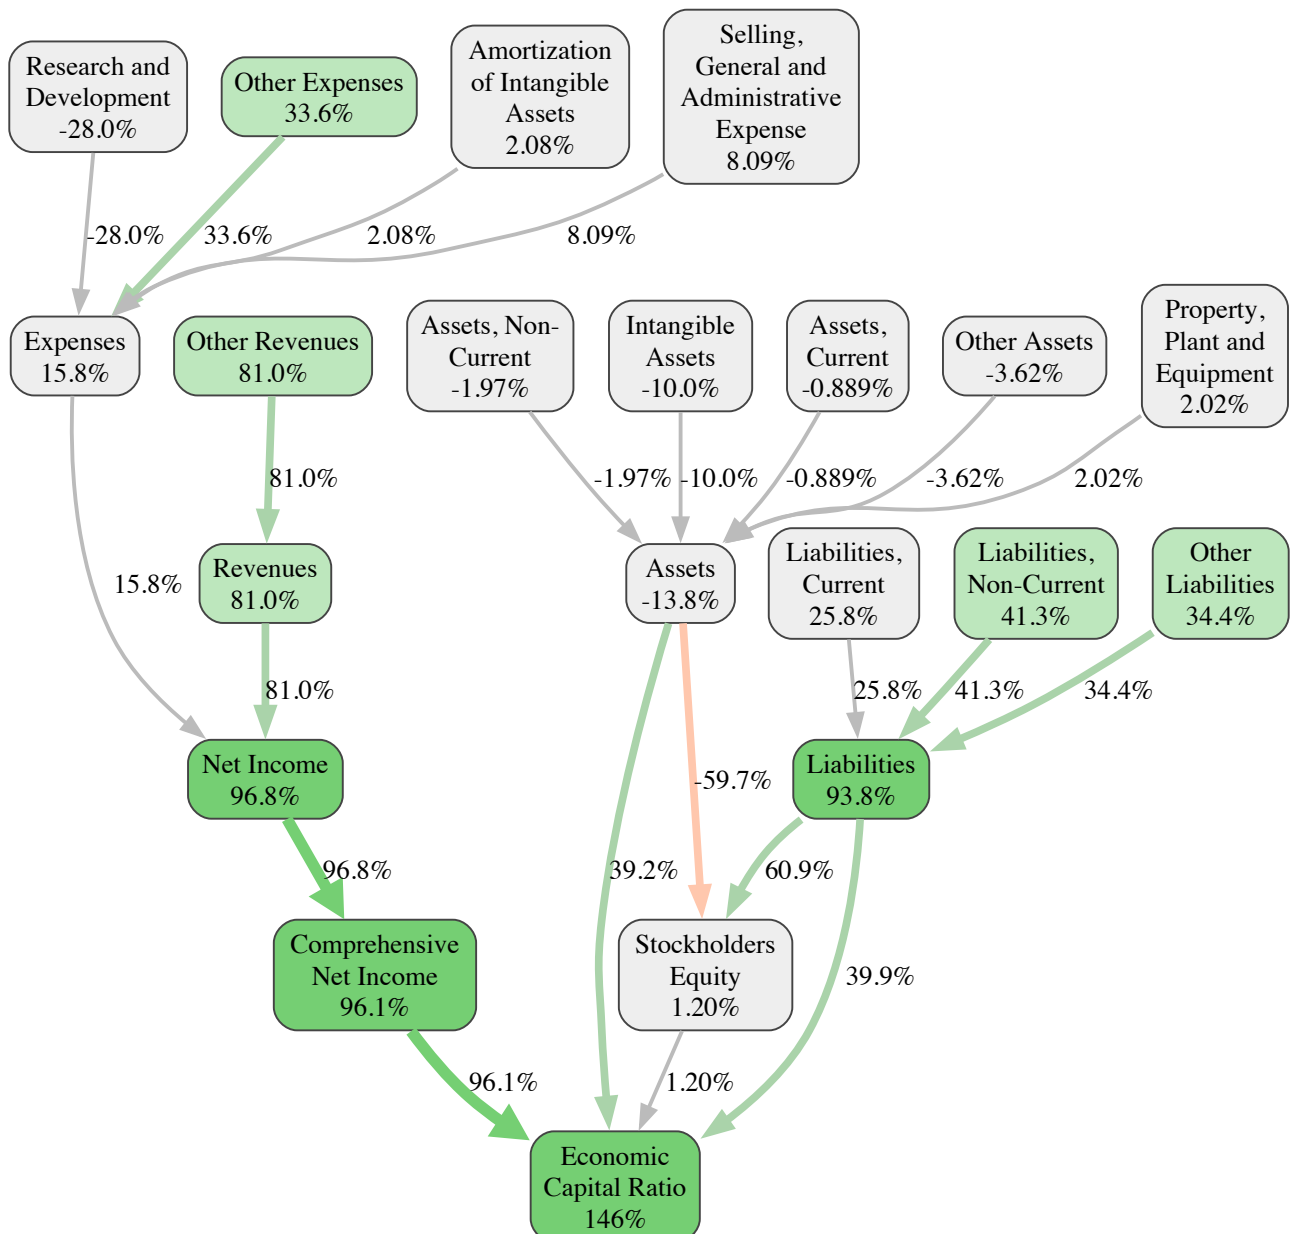 Research and
Development
-28.0%
Other Expenses
33.6%
Amortization
of Intangible
Assets
2.08%
Selling,
General and
Administrative
Expense
8.09%
-28.0%
33.6%
2.08%
8.09%
Expenses
15.8%
Other Revenues
81.0%
Assets, Non-
Current
-1.97%
Intangible
Assets
-10.0%
Assets,
Current
-0.889%
Other Assets
-3.62%
Property,
Plant and
Equipment
2.02%
81.0%
-1.97%
-10.0%
-0.889%
-3.62%
2.02%
15.8%
Revenues
81.0%
Assets
-13.8%
Liabilities,
Current
25.8%
Liabilities,
Non-Current
41.3%
Other
Liabilities
34.4%
81.0%
25.8%
41.3%
34.4%
Net Income
96.8%
-59.7%
Liabilities
93.8%
96.8%
39.2%
60.9%
Comprehensive
Net Income
96.1%
Stockholders
Equity
1.20%
39.9%
96.1%
1.20%
Economic
Capital Ratio
146%